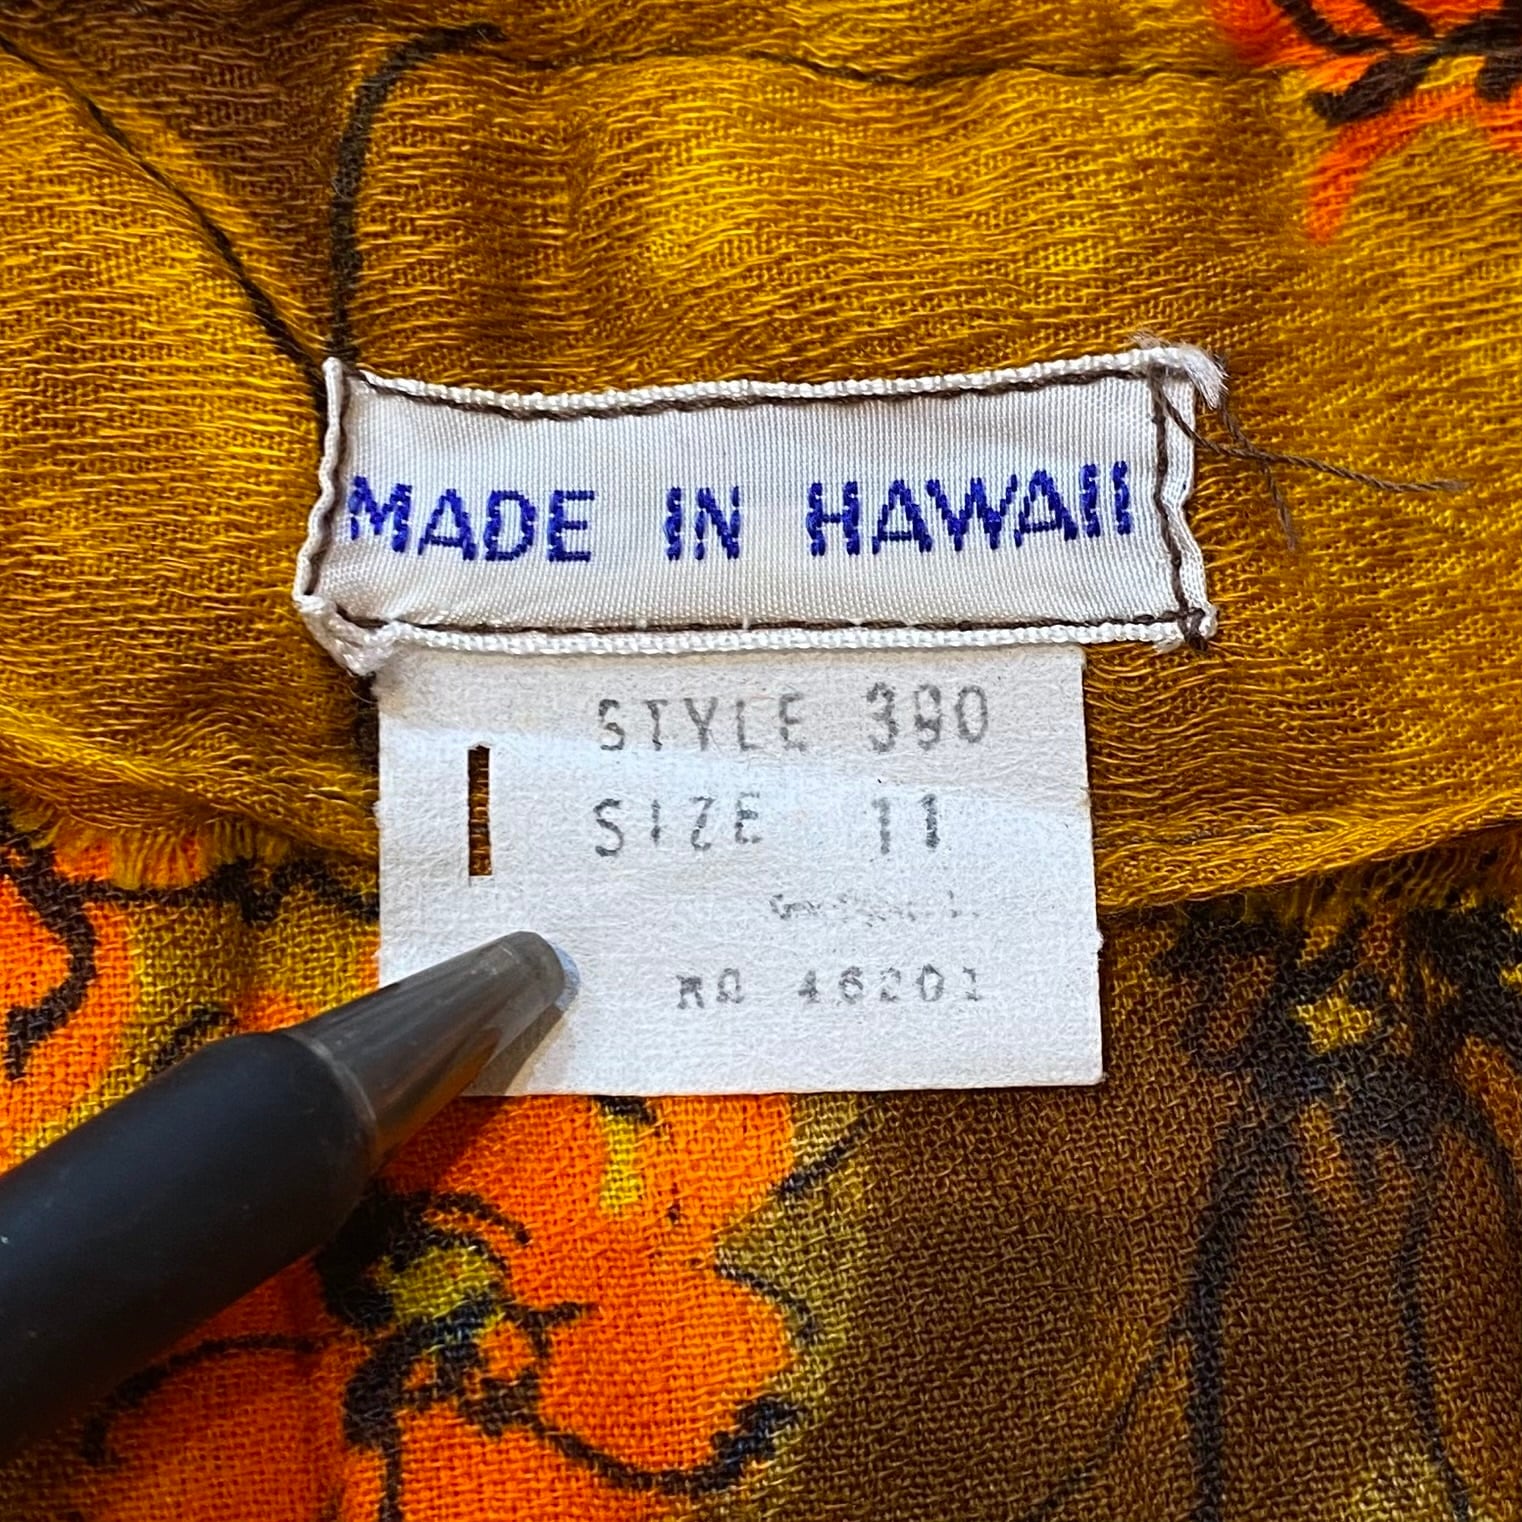 MADE IN HAWAII
STYLE 390
SIZE 11
RN 46201